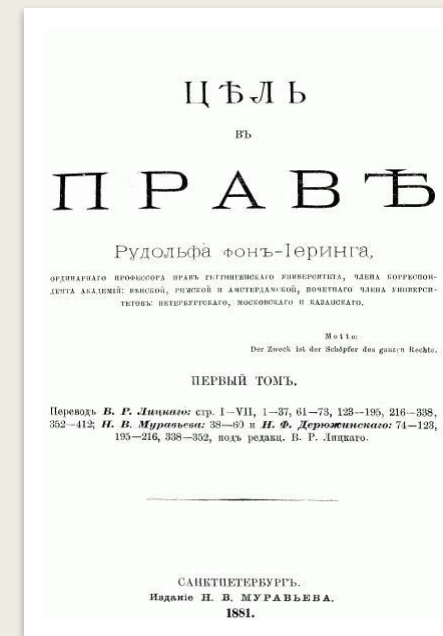 ЦѢЛЬ
ВЪ
ПРАВѢ
Рудольфа фонъ-Іеринга,
ОРДИНАРНАГО ПРОФЕССОРА ПРАВЪ ГЕТТИНГЕНСКАГО УНИВЕРСИТЕТА, ЧЛЕНА КОРРЕСПОН-
ДЕНТА АКАДЕМІЙ: ВѢНСКОЙ, РИМСКОЙ И АМСТЕРДАМСКОЙ, ПОЧЕТНАГО ЧЛЕНА УНИВЕРСИ-
ТЕТОВЪ: ПЕТЕРБУРГСКАГО, МОСКОВСКАГО И КАЗАНСКАГО.
Motto:
Der Zweck ist der Schöpfer des ganzen Rechts.
ПЕРВЫЙ ТОМЪ.
Переводъ В. Р. Лицкаго: стр. I—VII, 1—37, 61—73, 123—195, 216—338,
352—412; Н. В. Муравьева: 38—60 и Н. Ф. Дерюжинскаго: 74—123,
195—216, 338—352, подъ редакц. В. Р. Лицкаго.
САНКТПЕТЕРБУРГЪ.
Изданіе Н. В. МУРАВЬЕВА.
1881.